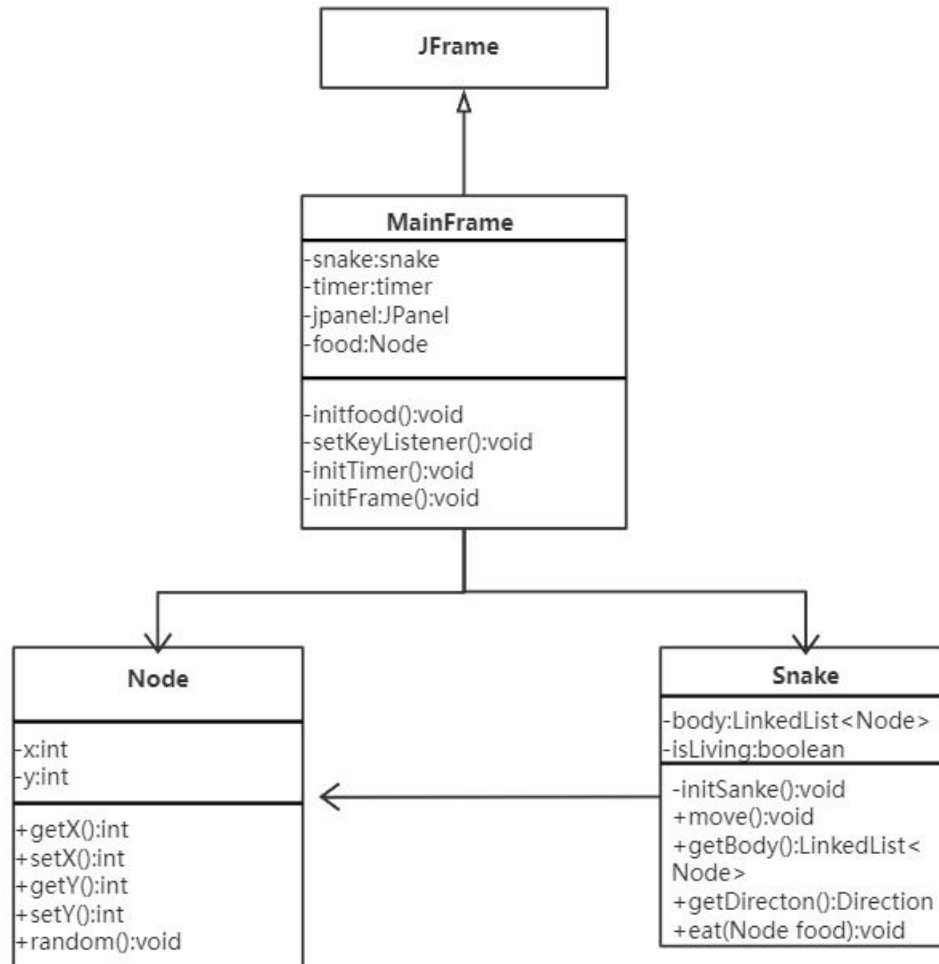 JFrame
MainFrame
-snake:snake
-timer:timer
-jpanel:JPanel
-food:Node
-initfood():void
-setKeyListener():void
-initTimer():void
-initFrame():void
Node
-x:int
-y:int
+getX():int
+setX():int
+getY():int
+setY():int
+random():void
Snake
-body:LinkedList<Node>
-isLiving:boolean
-initSanke():void
+move():void
+getBody():LinkedList<
Node>
+getDirecton():Direction
+eat(Node food):void